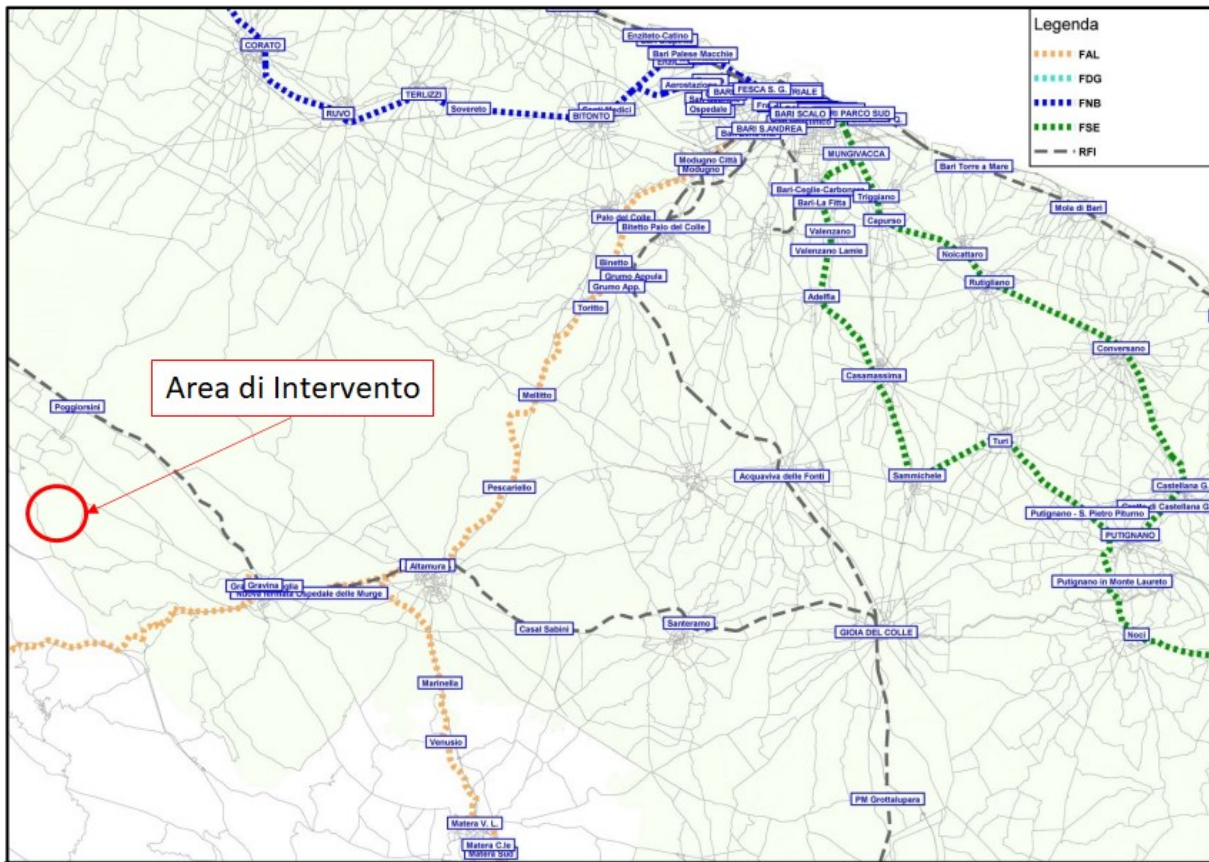 Legenda
FAL
FDG
FNB
FSE
RFI
Enziteto-Catino
CORATO
Bari Palese Macchie
TERLIZZI
Aerostazione
FESCA S. G.
RUVO
Sovereto
BITONTO
Ospedale
BARI SCALO
RI PARCO SUD
BARI S.ANDREA
Modugno Città
Modugno
MUNGIVACCA
Bari Torre a Mare
Bari-Ceglie-Carbonara
Bari-La Fitta
Triggiano
Mola di Bari
Palo del Colle
Bitetto Palo del Colle
Capurso
Valenzano
Valenzano Lamie
Noicattaro
Binetto
Grumo Appula
Grumo App.
Rutigliano
Adelfia
Toritto
Conversano
Area di Intervento
Casamassima
Mellitto
Poggiorsini
Turi
Pescariello
Acquaviva delle Fonti
Sammichele
Castellana G.
Grotte di Castellana G.
Putignano - S. Pietro Piturno
PUTIGNANO
Altamura
Gravina
Nuova fermata Ospedale delle Murge
Putignano in Monte Laureto
Casal Sabini
Santeramo
GIOIA DEL COLLE
Noci
Marinella
Venusio
PM Grottalupara
Matera V. L.
Matera C.le
Matera Sud